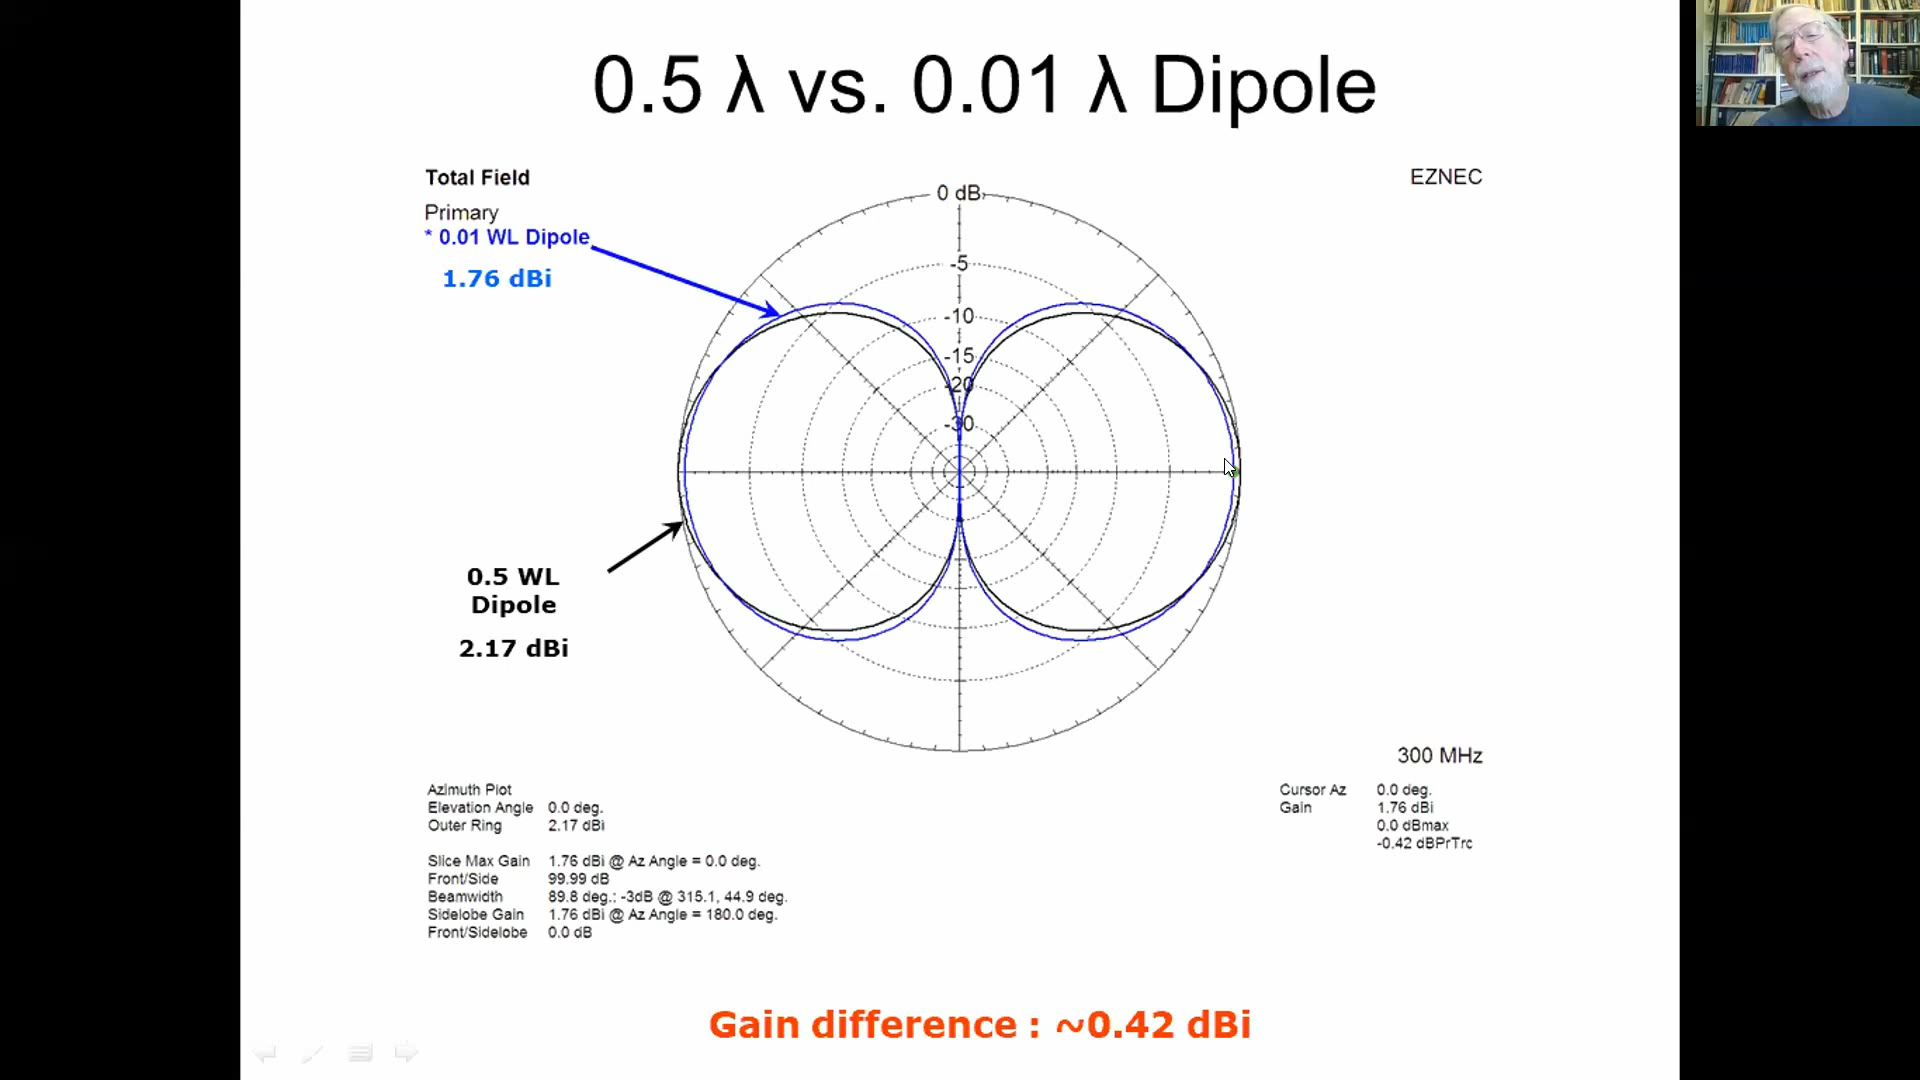 0.5 λ vs. 0.01 λ Dipole
Total Field
EZNEC
Primary
* 0.01 WL Dipole
1.76 dBi
0 dB
-5
-10
-15
-20
-30
0.5 WL
Dipole
2.17 dBi
300 MHz
Azimuth Plot
Elevation Angle 0.0 deg.
Outer Ring 2.17 dBi
Cursor Az 0.0 deg.
Gain 1.76 dBi
0.0 dBmax
-0.42 dBPrTrc
Slice Max Gain 1.76 dBi @ Az Angle = 0.0 deg.
Front/Side 99.99 dB
Beamwidth 89.8 deg.; -3dB @ 315.1, 44.9 deg.
Sidelobe Gain 1.76 dBi @ Az Angle = 180.0 deg.
Front/Sidelobe 0.0 dB
Gain difference : ~0.42 dBi